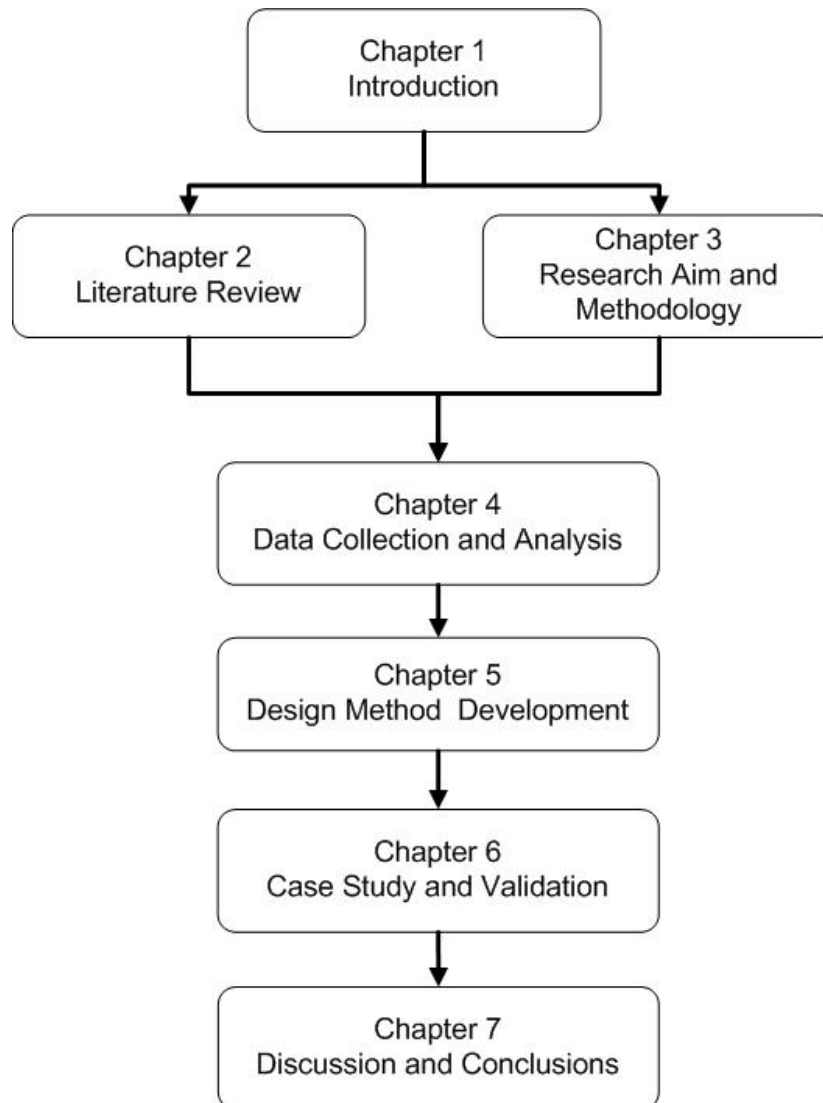 Chapter 1
Introduction
Chapter 2
Literature Review
Chapter 3
Research Aim and
Methodology
Chapter 4
Data Collection and Analysis
Chapter 5
Design Method  Development
Chapter 6
Case Study and Validation
Chapter 7
Discussion and Conclusions